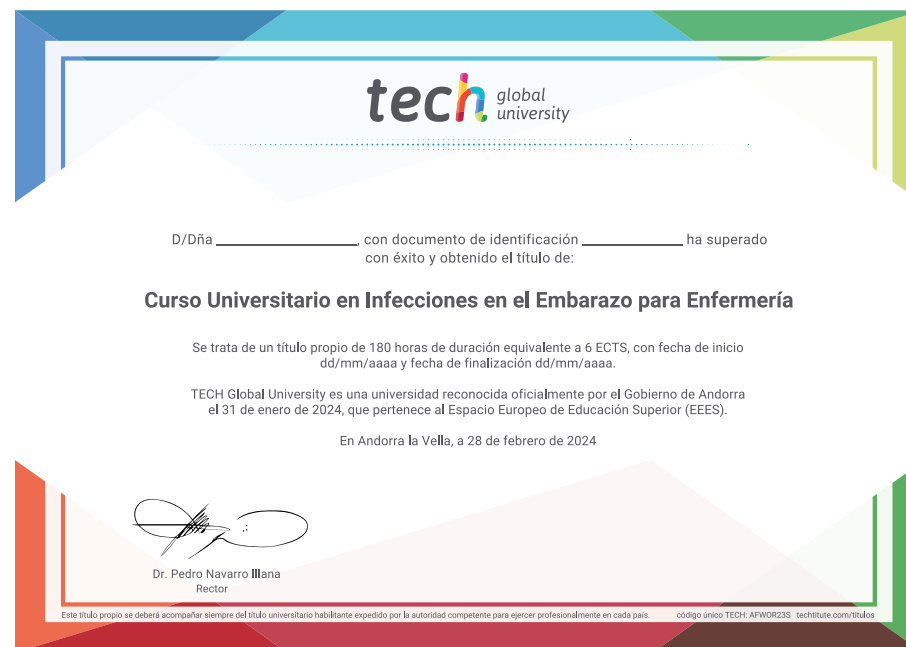 tech global university
D/Dña ______________, con documento de identificación __________ ha superado
con éxito y obtenido el título de:
Curso Universitario en Infecciones en el Embarazo para Enfermería
Se trata de un título propio de 180 horas de duración equivalente a 6 ECTS, con fecha de inicio
dd/mm/aaaa y fecha de finalización dd/mm/aaaa.
TECH Global University es una universidad reconocida oficialmente por el Gobierno de Andorra
el 31 de enero de 2024, que pertenece al Espacio Europeo de Educación Superior (EEES).
En Andorra la Vella, a 28 de febrero de 2024
Dr. Pedro Navarro Illana
Rector
Este título propio se deberá acompañar siempre del título universitario habilitante expedido por la autoridad competente para ejercer profesionalmente en cada país. código único TECH: AFWOR23S techtitute.com/titulos